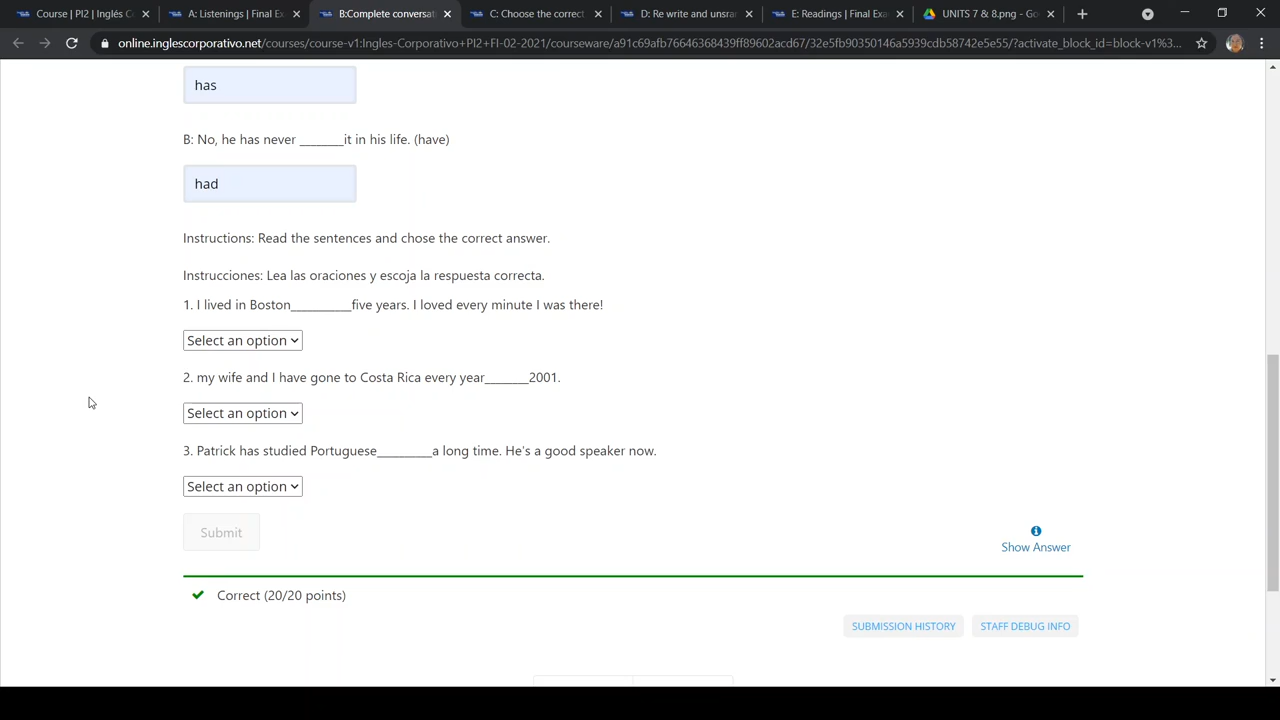 Course | PI2 | Inglés Corporativo
A: Listenings | Final Ex
B:Complete conversat
C: Choose the correct
D: Re write and unsra
E: Readings | Final Exa
UNITS 7 & 8.png - Go
online.inglescorporativo.net/courses/course-v1:Ingles-Corporativo+PI2+FI-02-2021/courseware/a91c69afb76646368439ff89602acd67/32e5fb90350146a5939cdb58742e5e55/?activate_block_id=block-v1%3...
has
B: No, he has never _______it in his life. (have)
had
Instructions: Read the sentences and chose the correct answer.
Instrucciones: Lea las oraciones y escoja la respuesta correcta.
1. I lived in Boston__________five years. I loved every minute I was there!
Select an option
2. my wife and I have gone to Costa Rica every year_______2001.
Select an option
3. Patrick has studied Portuguese_________a long time. He's a good speaker now.
Select an option
Submit
Show Answer
Correct (20/20 points)
SUBMISSION HISTORY
STAFF DEBUG INFO